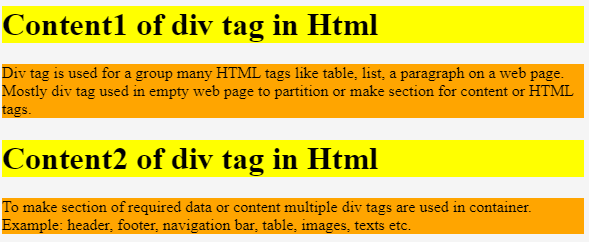 Content1 of div tag in Html
Div tag is used for a group many HTML tags like table, list, a paragraph on a web page.
Mostly div tag used in empty web page to partition or make section for content or HTML
tags.
Content2 of div tag in Html
To make section of required data or content multiple div tags are used in container.
Example: header, footer, navigation bar, table, images, texts etc.